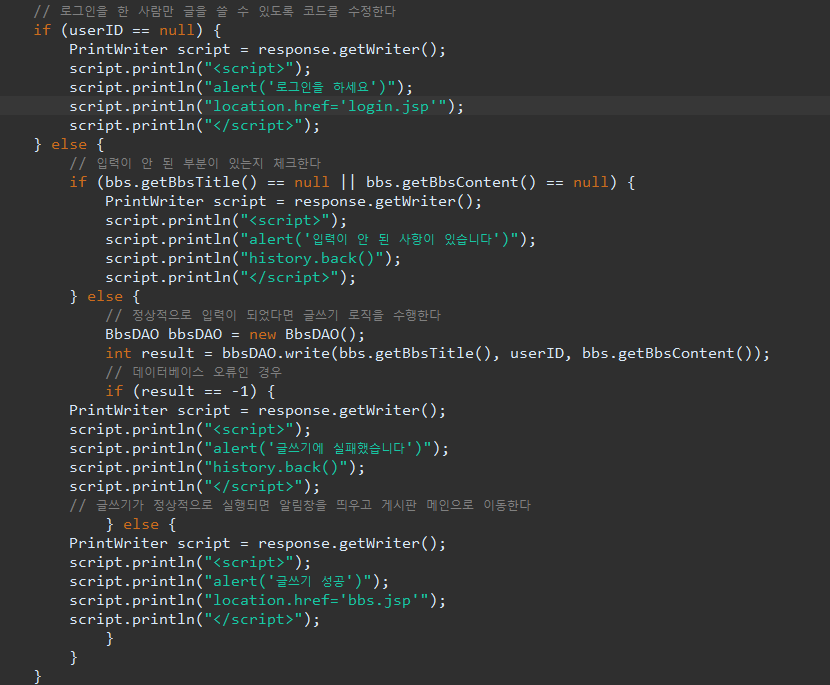 // 로그인을 한 사람만 글을 쓸 수 있도록 코드를 수정한다
if (userID == null) {
PrintWriter script = response.getWriter();
script.println("<script>");
script.println("alert('로그인을 하세요')");
script.println("location.href='login.jsp'");
script.println("</script>");
} else {
// 입력이 안 된 부분이 있는지 체크한다
if (bbs.getBbsTitle() == null || bbs.getBbsContent() == null) {
PrintWriter script = response.getWriter();
script.println("<script>");
script.println("alert('입력이 안 된 사항이 있습니다')");
script.println("history.back()");
script.println("</script>");
} else {
// 정상적으로 입력이 되었다면 글쓰기 로직을 수행한다
BbsDAO bbsDAO = new BbsDAO();
int result = bbsDAO.write(bbs.getBbsTitle(), userID, bbs.getBbsContent());
// 데이터베이스 오류인 경우
if (result == -1) {
PrintWriter script = response.getWriter();
script.println("<script>");
script.println("alert('글쓰기에 실패했습니다')");
script.println("history.back()");
script.println("</script>");
// 글쓰기가 정상적으로 실행되면 알림창을 띄우고 게시판 메인으로 이동한다
} else {
PrintWriter script = response.getWriter();
script.println("<script>");
script.println("alert('글쓰기 성공')");
script.println("location.href='bbs.jsp'");
script.println("</script>");
}
}
}